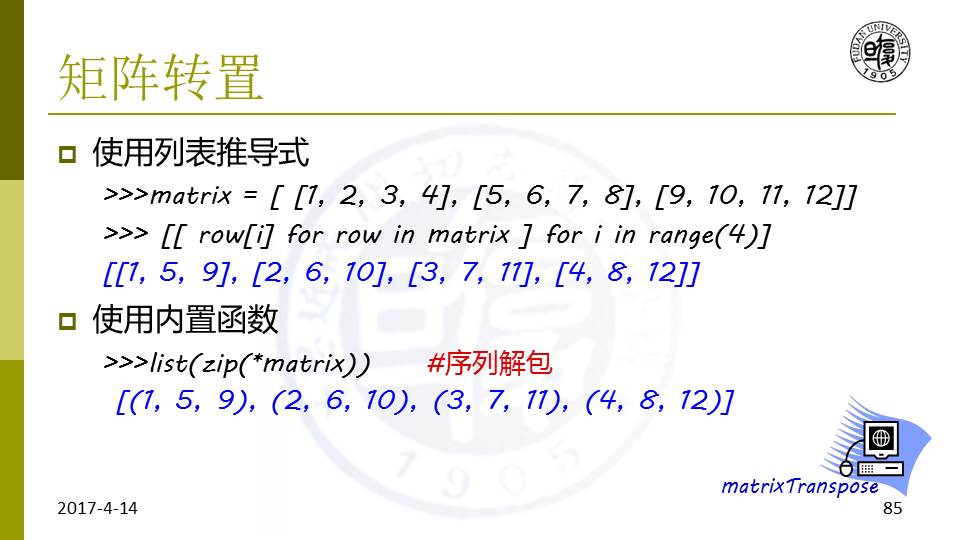 矩阵转置
FUDAN UNIVERSITY
1905
使用列表推导式
>>>matrix = [ [1, 2, 3, 4], [5, 6, 7, 8], [9, 10, 11, 12]]
>>> [[ row[i] for row in matrix ] for i in range(4)]
[[1, 5, 9], [2, 6, 10], [3, 7, 11], [4, 8, 12]]
使用内置函数
>>>list(zip(*matrix)) #序列解包
[(1, 5, 9), (2, 6, 10), (3, 7, 11), (4, 8, 12)]
1905
matrixTranspose
2017-4-14
85